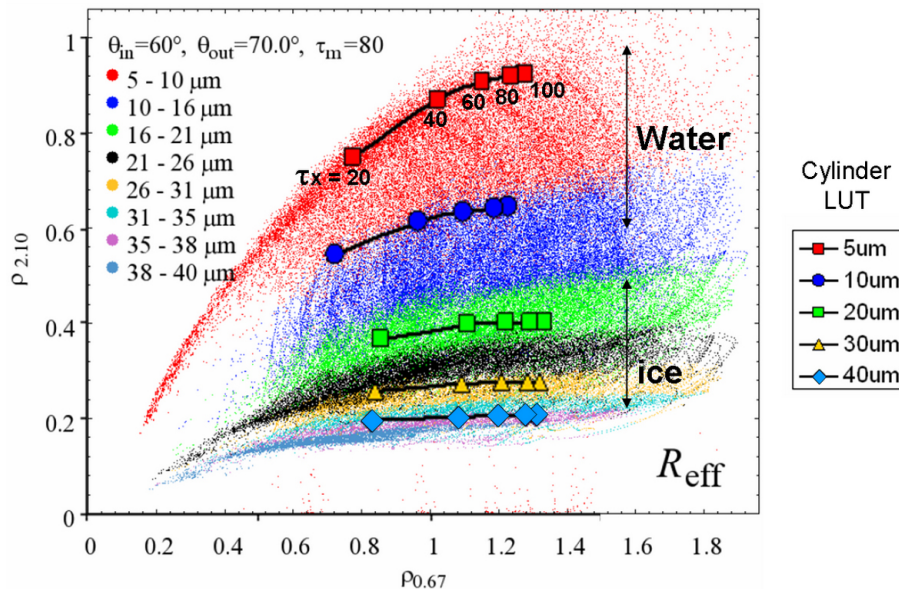 θin=60°, θout=70.0°, τm=80
5 - 10 μm
10 - 16 μm
16 - 21 μm
21 - 26 μm
26 - 31 μm
31 - 35 μm
35 - 38 μm
38 - 40 μm
τx = 20
40
60
80
100
Water
ice
Reff
ρ2.10
1
0.8
0.6
0.4
0.2
0
0
0.2
0.4
0.6
0.8
1
1.2
1.4
1.6
1.8
ρ0.67
Cylinder
LUT
5um
10um
20um
30um
40um